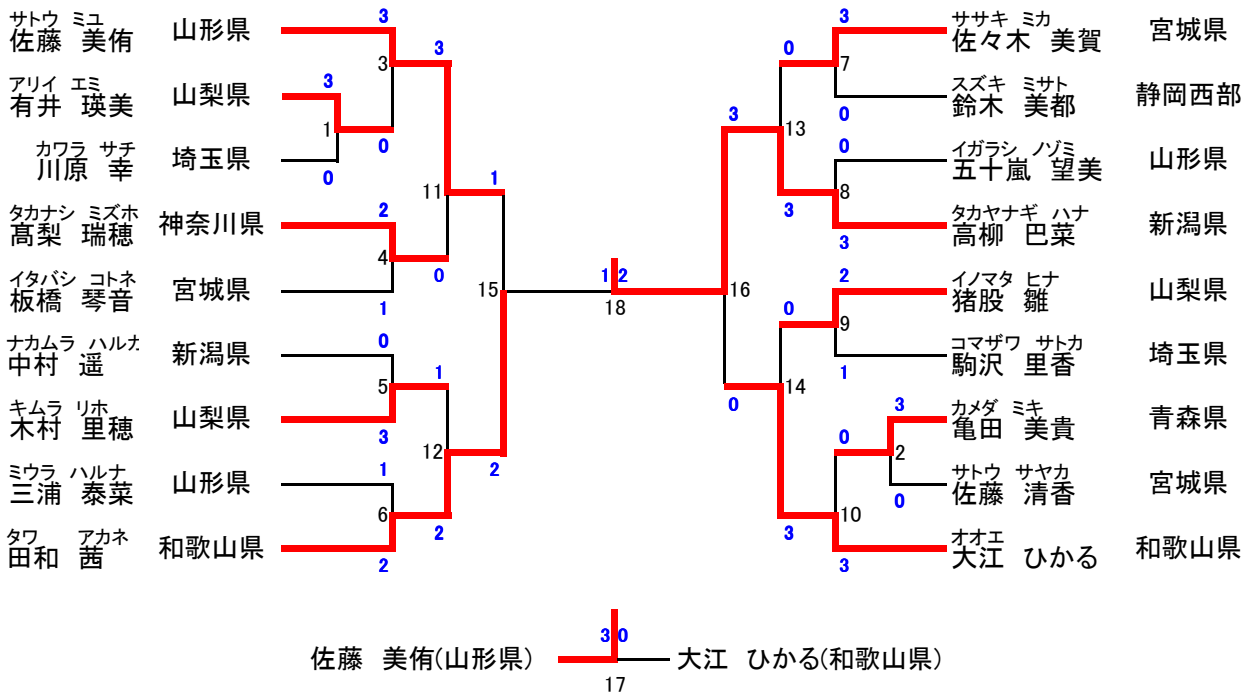 サトウ ミユ
佐藤 美侑 山形県
3
3
3
アリイ エミ
有井 瑛美 山梨県
3
1
0
カワラ サチ
川原 幸 埼玉県
0
11
1
タカナシ ミズホ
髙梨 瑞穂 神奈川県
2
4
0
イタバシ コトネ
板橋 琴音 宮城県
1
15
ナカムラ ハルカ
中村 遥 新潟県
0
5
1
キムラ リホ
木村 里穂 山梨県
3
12
2
ミウラ ハルナ
三浦 泰菜 山形県
1
6
2
タワ アカネ
田和 茜 和歌山県
2
1 2
18
ササキ ミカ
3
佐々木 美賀 宮城県
0
7
スズキ ミサト
鈴木 美都 静岡西部
0
3
13
イガラシ ノゾミ
0
五十嵐 望美 山形県
8
3
タカヤナギ ハナ
高柳 巴菜 新潟県
3
16
イノマタ ヒナ
2
猪股 雛 山梨県
0
9
コマザワ サトカ
駒沢 里香 埼玉県
1
14
0
カメダ ミキ
3
亀田 美貴 青森県
0
2
サトウ サヤカ
佐藤 清香 宮城県
0
10
3
オオエ
大江 ひかる 和歌山県
3
佐藤 美侑(山形県) 3 0 大江 ひかる(和歌山県)
17